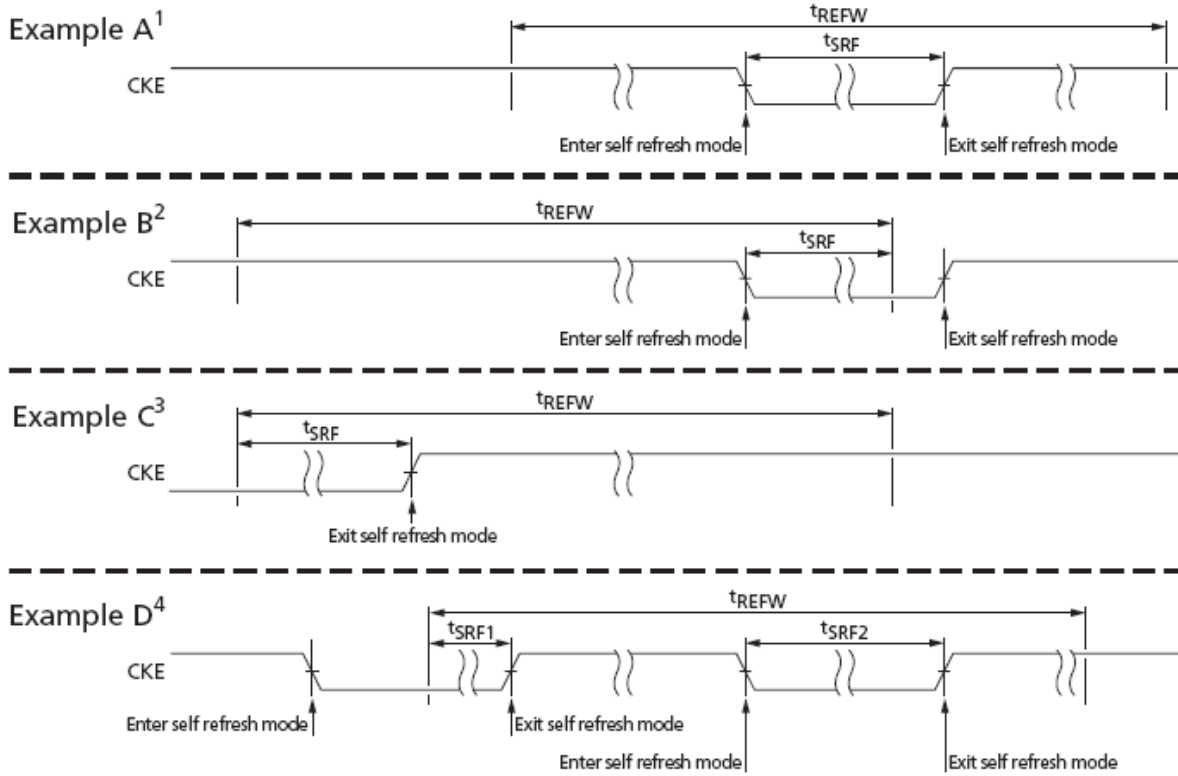 Example A¹
tREFW
tSRF
CKE
Enter self refresh mode
Exit self refresh mode
Example B²
tREFW
tSRF
CKE
Enter self refresh mode
Exit self refresh mode
Example C³
tREFW
tSRF
CKE
Exit self refresh mode
Example D⁴
tREFW
tSRF1
tSRF2
CKE
Enter self refresh mode
Exit self refresh mode
Enter self refresh mode
Exit self refresh mode